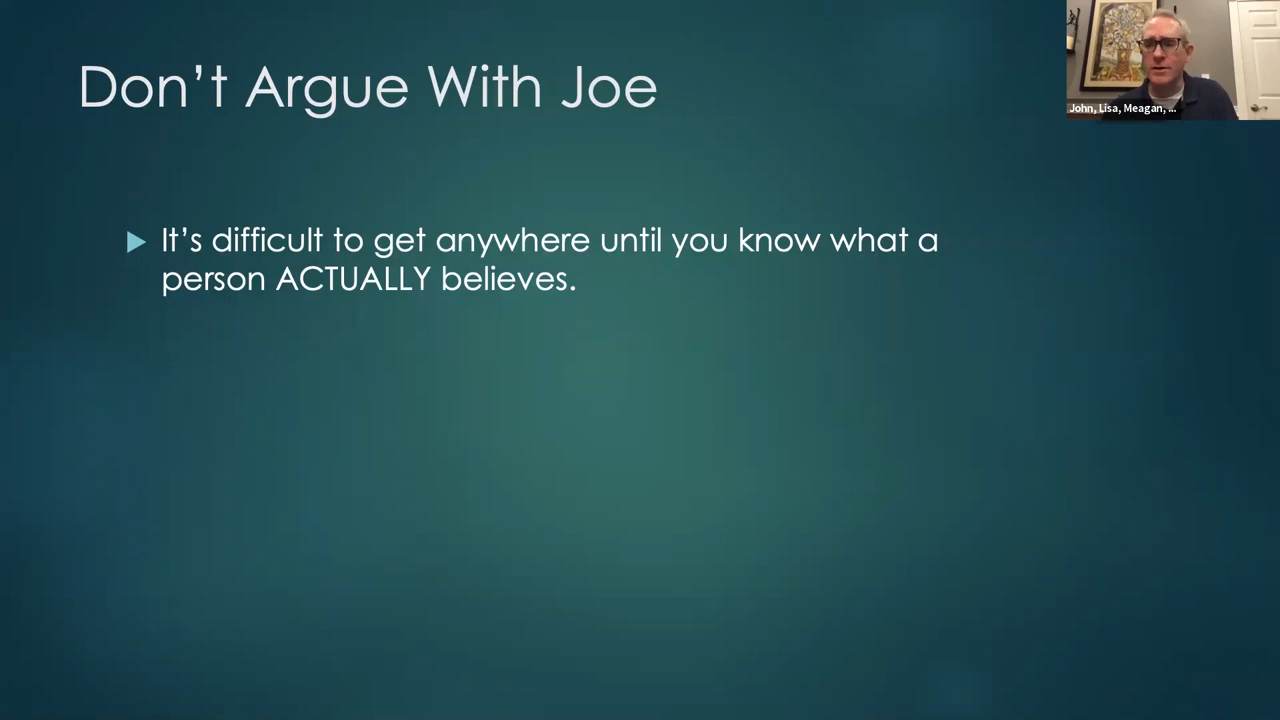 Don’t Argue With Joe
John, Lisa, Meagan, ...
It’s difficult to get anywhere until you know what a
person ACTUALLY believes.